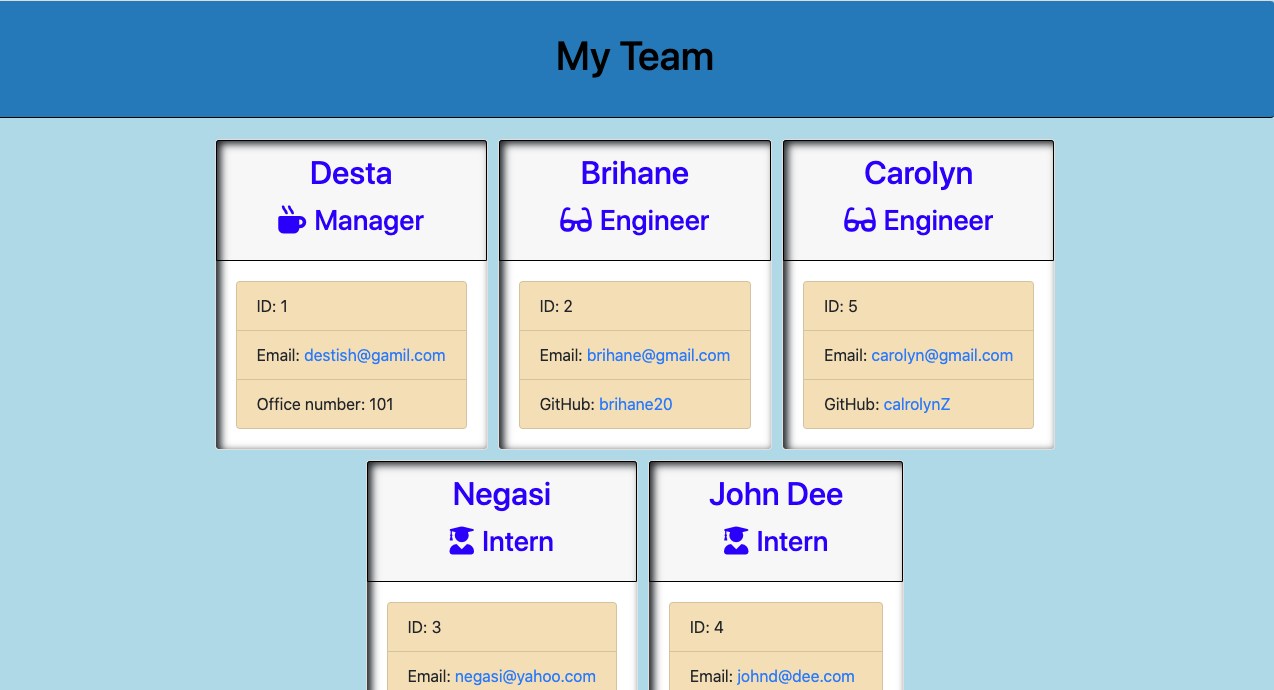 My Team
Desta
Manager
ID: 1
Email: destish@gamil.com
Office number: 101
Brihane
Engineer
ID: 2
Email: brihane@gmail.com
GitHub: brihane20
Carolyn
Engineer
ID: 5
Email: carolyn@gmail.com
GitHub: calrolynZ
Negasi
Intern
ID: 3
Email: negasi@yahoo.com
John Dee
Intern
ID: 4
Email: johnd@dee.com